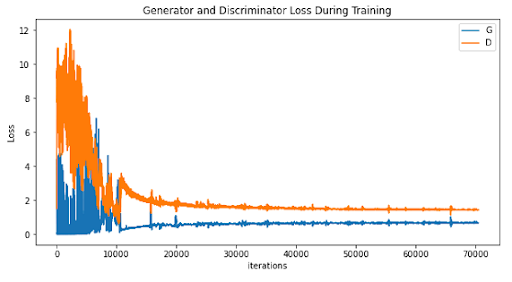 Generator and Discriminator Loss During Training
G
D
12
10
8
6
4
2
0
Loss
0 10000 20000 30000 40000 50000 60000 70000
iterations